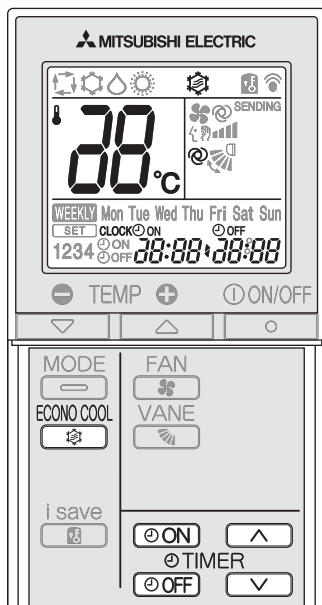 MITSUBISHI ELECTRIC
SENDING
88°C
WEEKLY Mon Tue Wed Thu Fri Sat Sun
SET CLOCK ON OFF
1234 ON OFF 88:88 88:88
TEMP ON/OFF
MODE FAN
ECONO COOL VANE
i save
ON
TIMER
OFF